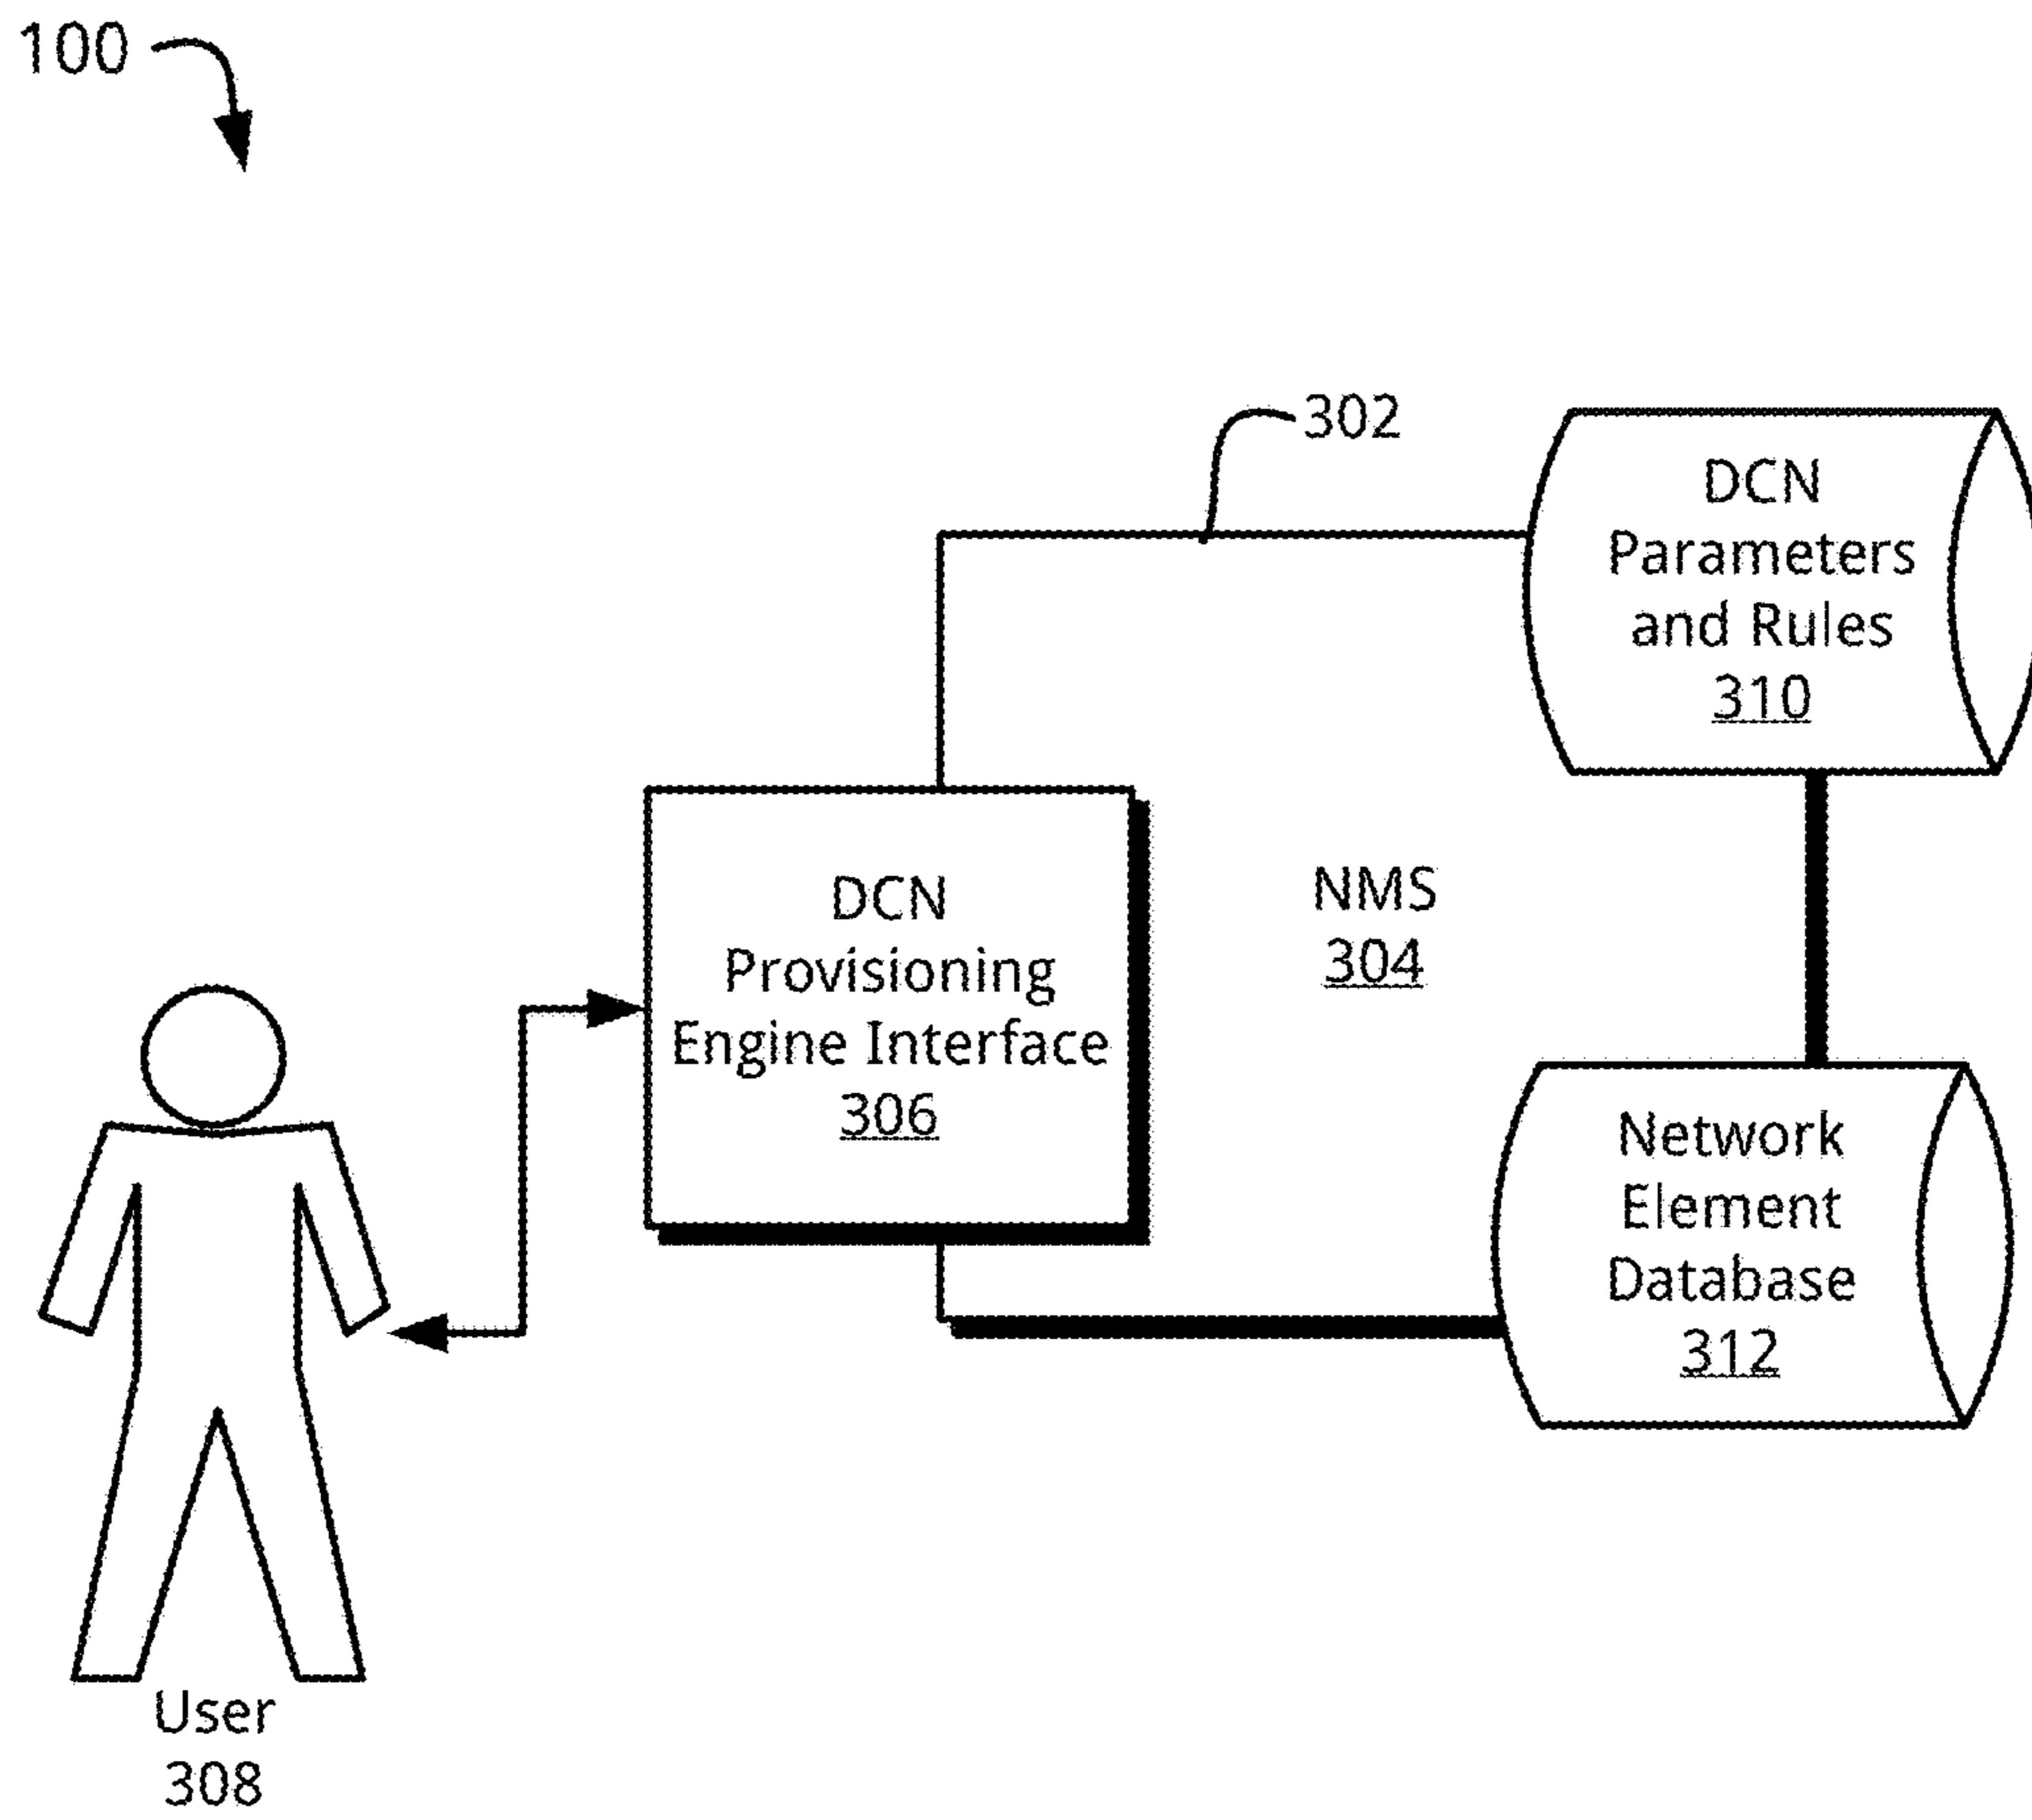 100
302
DCN
Parameters
and Rules
310
DCN
Provisioning
Engine Interface
306
NMS
304
Network
Element
Database
312
User
308